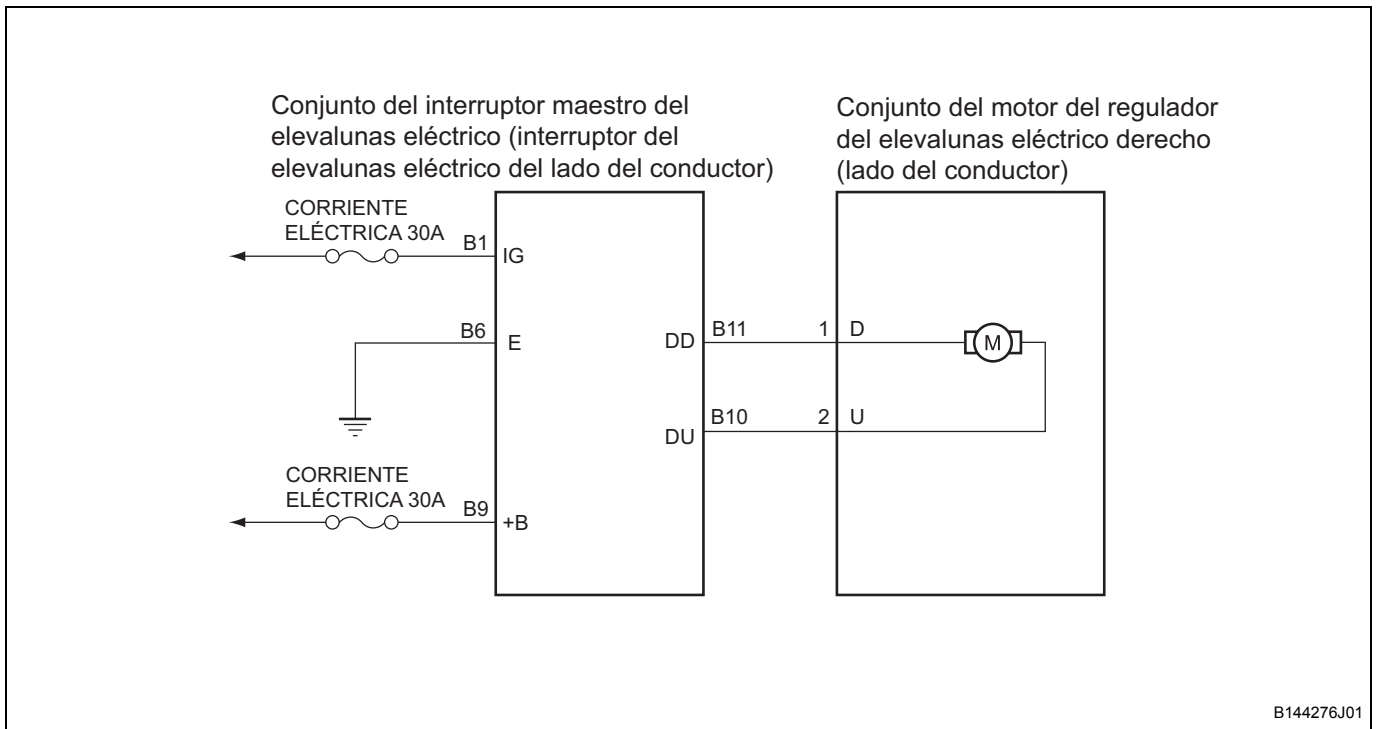 Conjunto del interruptor maestro del
elevalunas eléctrico (interruptor del
elevalunas eléctrico del lado del conductor)
Conjunto del motor del regulador
del elevalunas eléctrico derecho
(lado del conductor)
CORRIENTE
ELÉCTRICA 30A
B1
IG
B6
E
DD
B11
1
D
M
DU
B10
2
U
CORRIENTE
ELÉCTRICA 30A
B9
+B
B144276J01